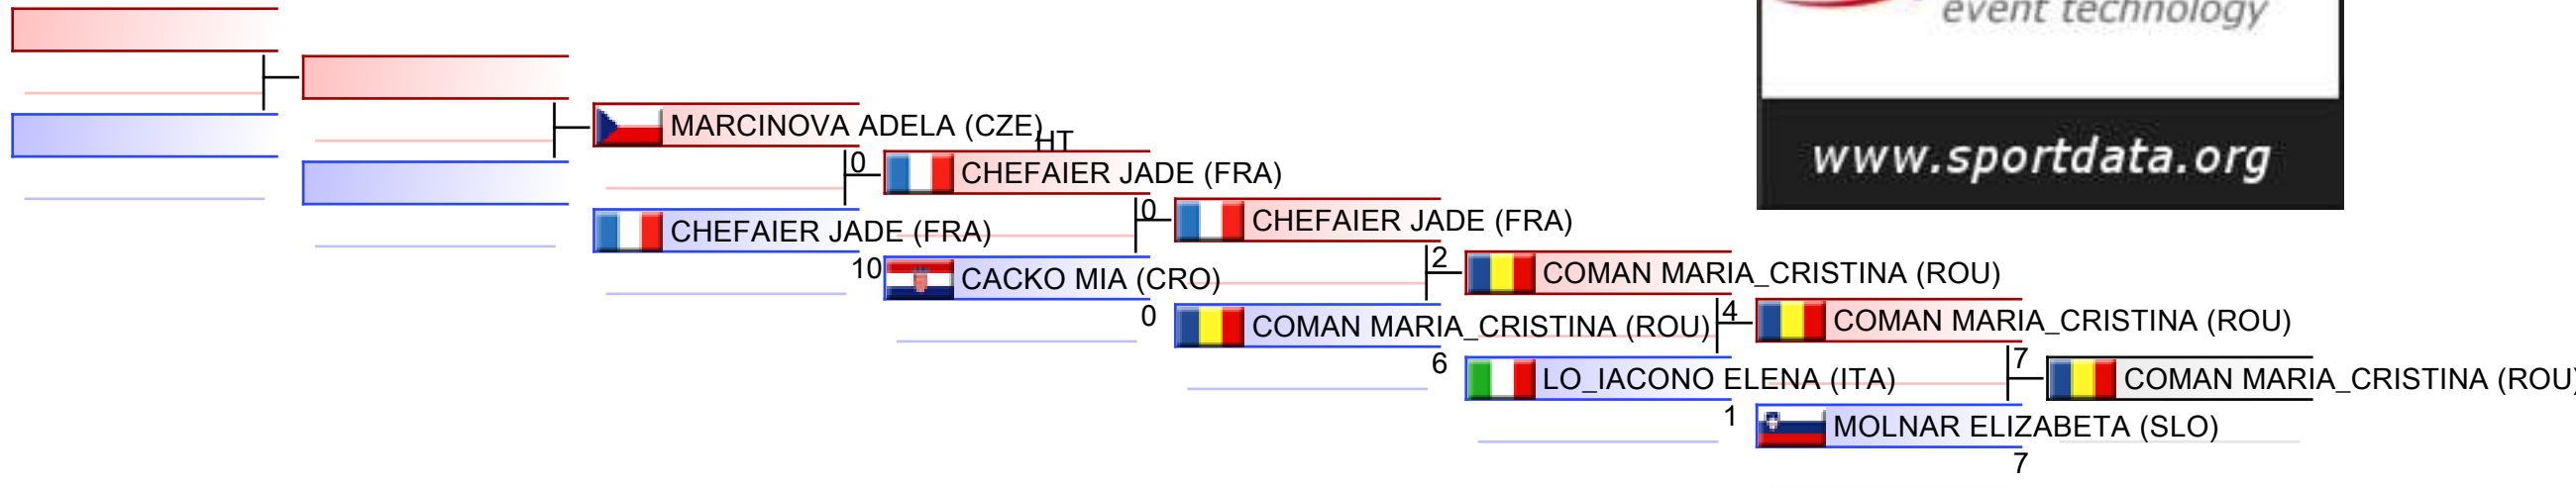 event technology
www.sportdata.org
MARCINOVA ADELA (CZE)
HT
0
CHEFAIER JADE (FRA)
CHEFAIER JADE (FRA)
10
0
CACKO MIA (CRO)
0
CHEFAIER JADE (FRA)
2
COMAN MARIA_CRISTINA (ROU)
6
COMAN MARIA_CRISTINA (ROU)
4
LO_IACONO ELENA (ITA)
1
COMAN MARIA_CRISTINA (ROU)
7
MOLNAR ELIZABETA (SLO)
7
COMAN MARIA_CRISTINA (ROU)